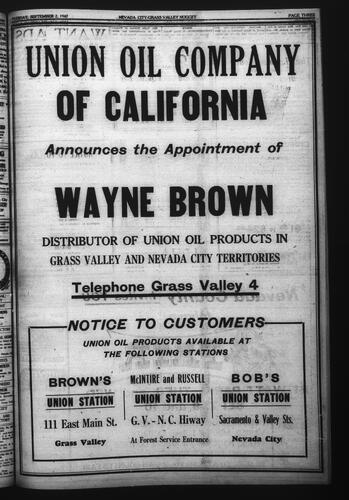 SEPTEMBER 2, 1947
NEVADA CITY-GRASS VALLEY NUGGET
PAGE THREE
UNION OIL COMPANY
OF CALIFORNIA
Announces the Appointment of
WAYNE BROWN
DISTRIBUTOR OF UNION OIL PRODUCTS IN
GRASS VALLEY AND NEVADA CITY TERRITORIES
Telephone Grass Valley 4
NOTICE TO CUSTOMERS
UNION OIL PRODUCTS AVAILABLE AT
THE FOLLOWING STATIONS
BROWN'S
UNION STATION
111 East Main St.
Grass Valley
McINTIRE and RUSSELL
UNION STATION
G. V. - N. C. Hiway
At Forest Service Entrance
BOB'S
UNION STATION
Sacramento & Valley Sts.
Nevada City